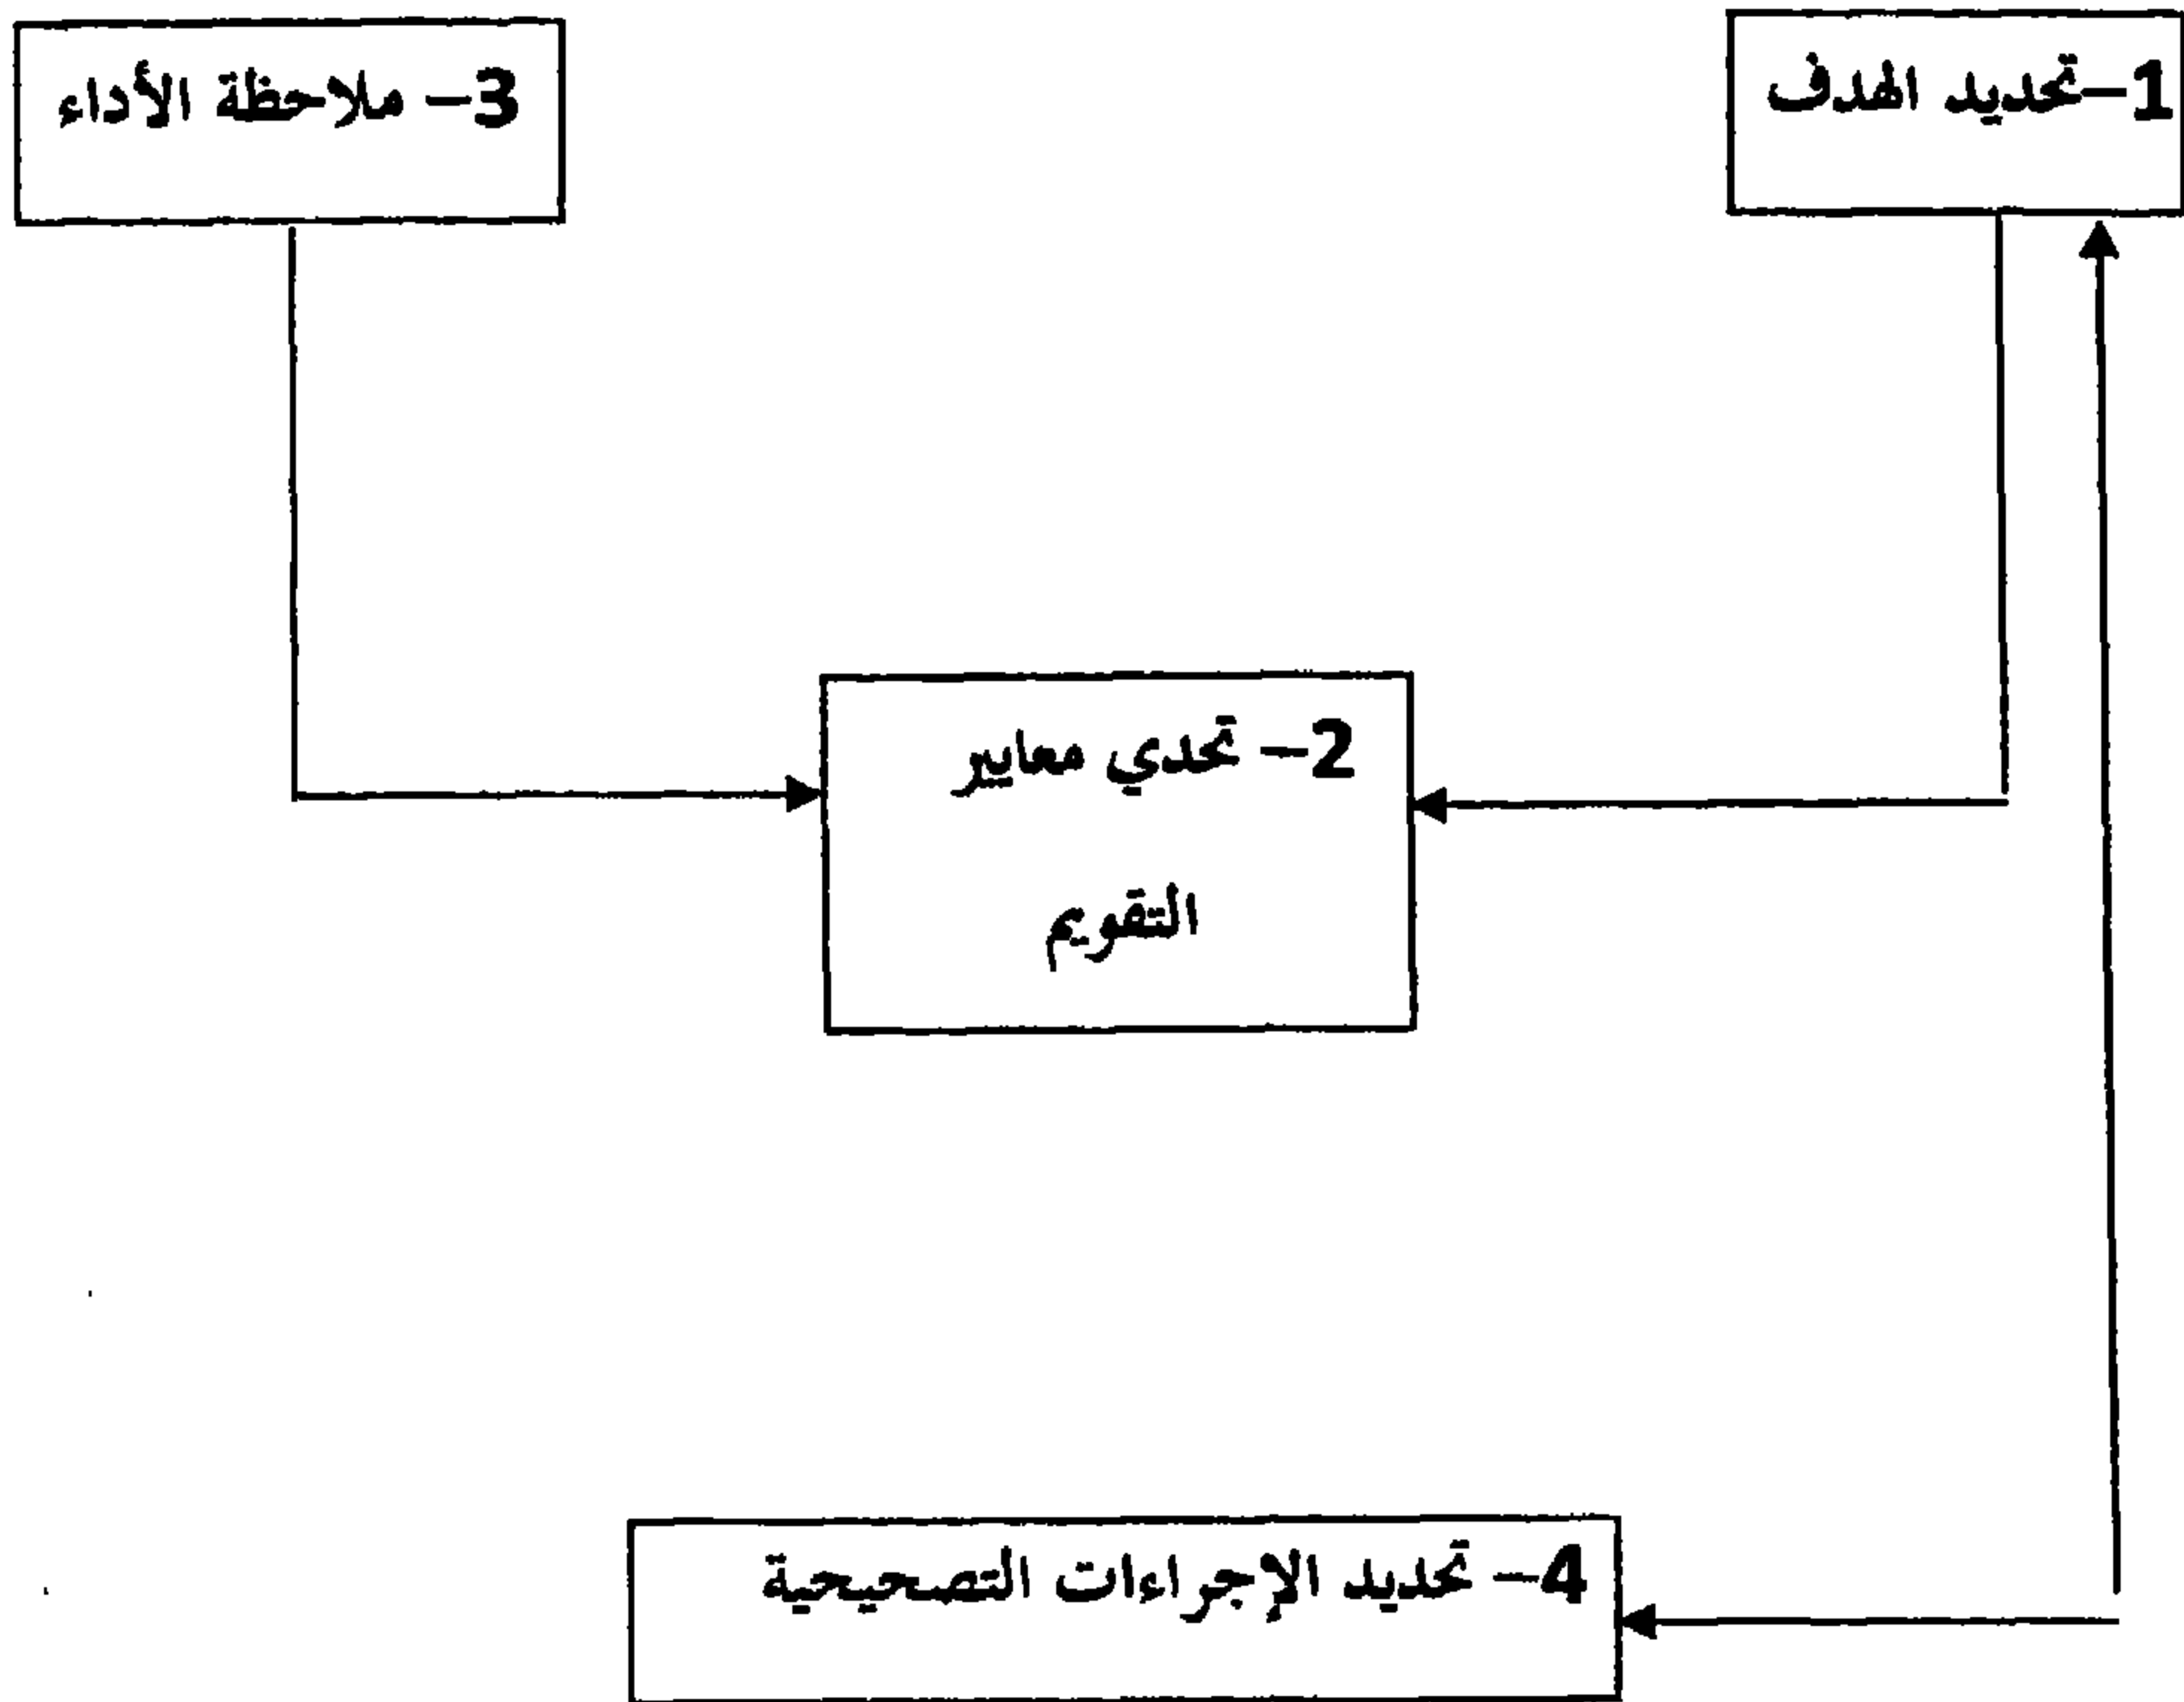 1-تحديد الهدف
3- ملاحظة الأداء
2- تحدي معايير
التقويم
4- تحديد الإجراءات التصحيحية